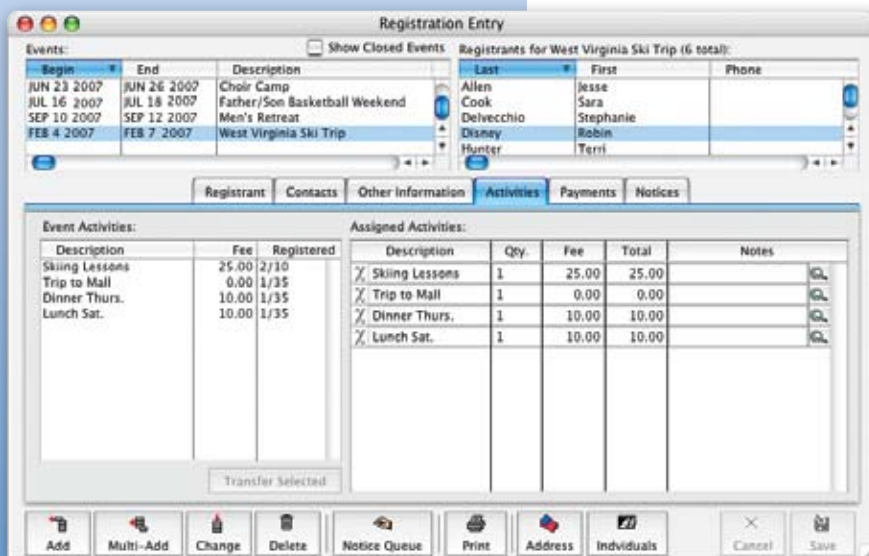 Registration Entry
Events: Show Closed Events Registrants for West Virginia Ski Trip (6 total):
Begin End Description Last First Phone
JUN 23 2007 JUN 26 2007 Choir Camp Allen Jesse
JUL 16 2007 JUL 18 2007 Father/Son Basketball Weekend Cook Sara
SEP 10 2007 SEP 12 2007 Men's Retreat Delvecchio Stephanie
FEB 4 2007 FEB 7 2007 West Virginia Ski Trip Disney Robin
Hunter Terri
Registrant Contacts Other Information Activities Payments Notices
Event Activities: Assigned Activities:
Description Fee Registered Description Qty. Fee Total Notes
Skiing Lessons 25.00 2/10 Skiing Lessons 1 25.00 25.00
Trip to Mall 0.00 1/35 Trip to Mall 1 0.00 0.00
Dinner Thurs. 10.00 1/35 Dinner Thurs. 1 10.00 10.00
Lunch Sat. 10.00 1/35 Lunch Sat. 1 10.00 10.00
Transfer Selected
Add Multi-Add Change Delete Notice Queue Print Address Individuals Cancel Save